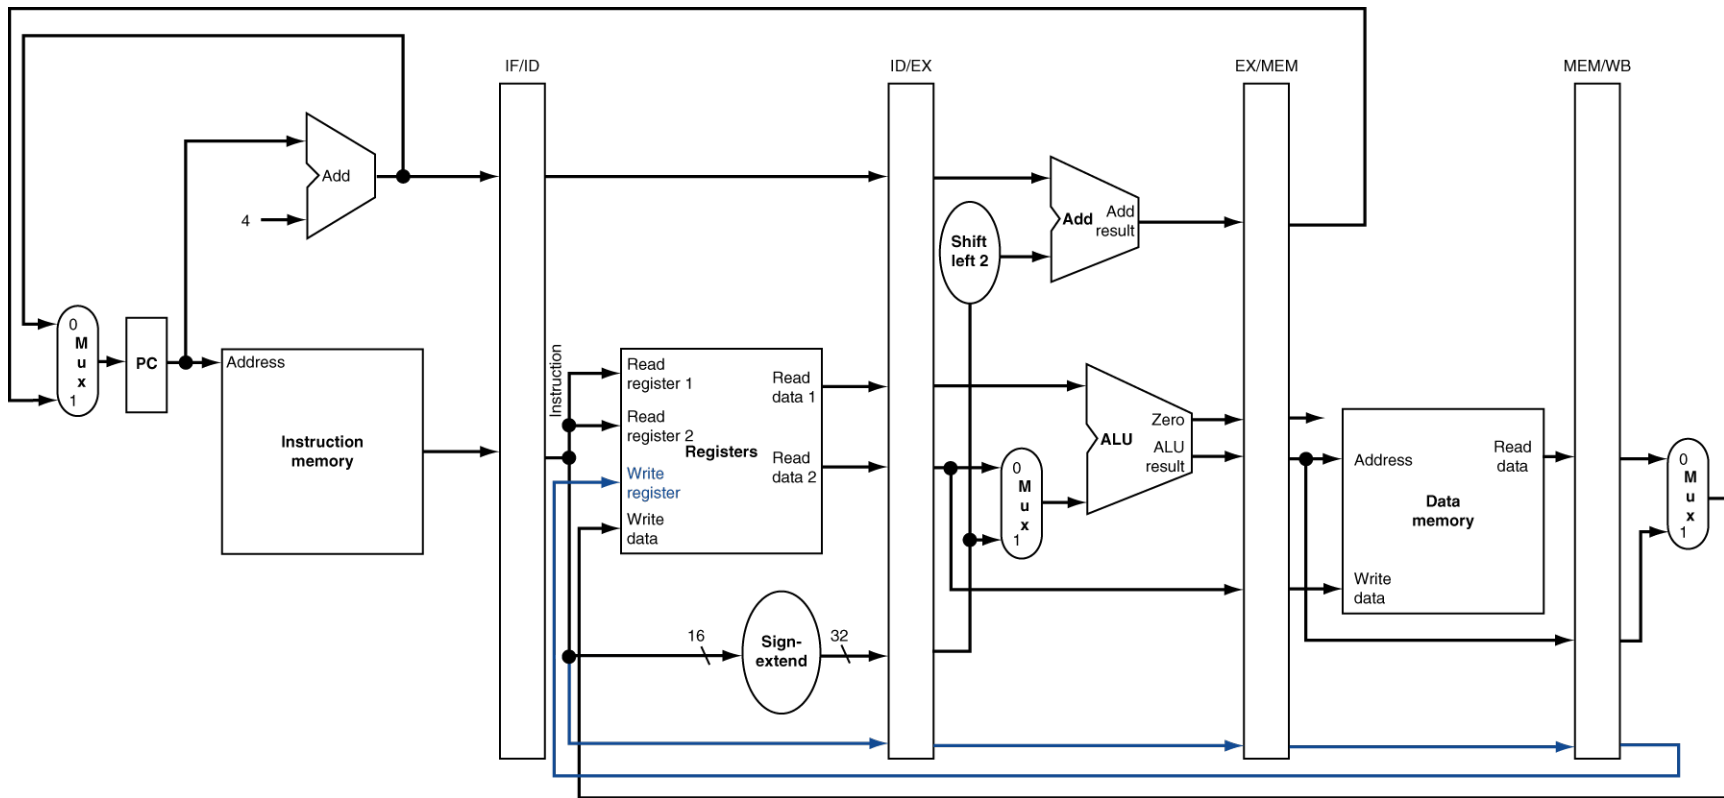 IF/ID
ID/EX
EX/MEM
MEM/WB
Add
4
Add
Add
result
Shift
left 2
0
M
u
x
1
PC
Address
Instruction
memory
Instruction
Read
register 1
Read
register 2
Write
register
Write
data
Registers
Read
data 1
Read
data 2
16
Sign-
extend
32
0
M
u
x
1
ALU
Zero
ALU
result
Address
Read
data
Data
memory
Write
data
0
M
u
x
1